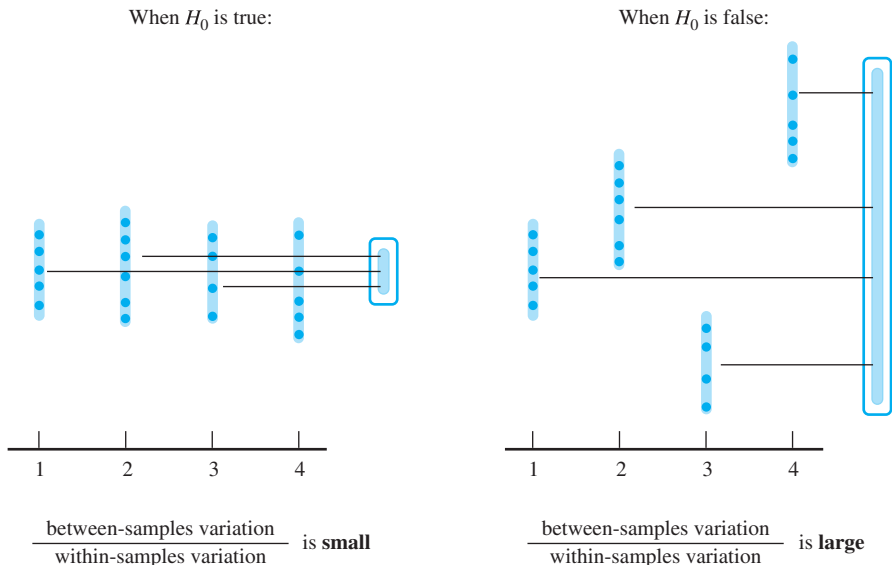 When H₀ is true:
1 2 3 4
between-samples variation
within-samples variation
is small
When H₀ is false:
1 2 3 4
between-samples variation
within-samples variation
is large